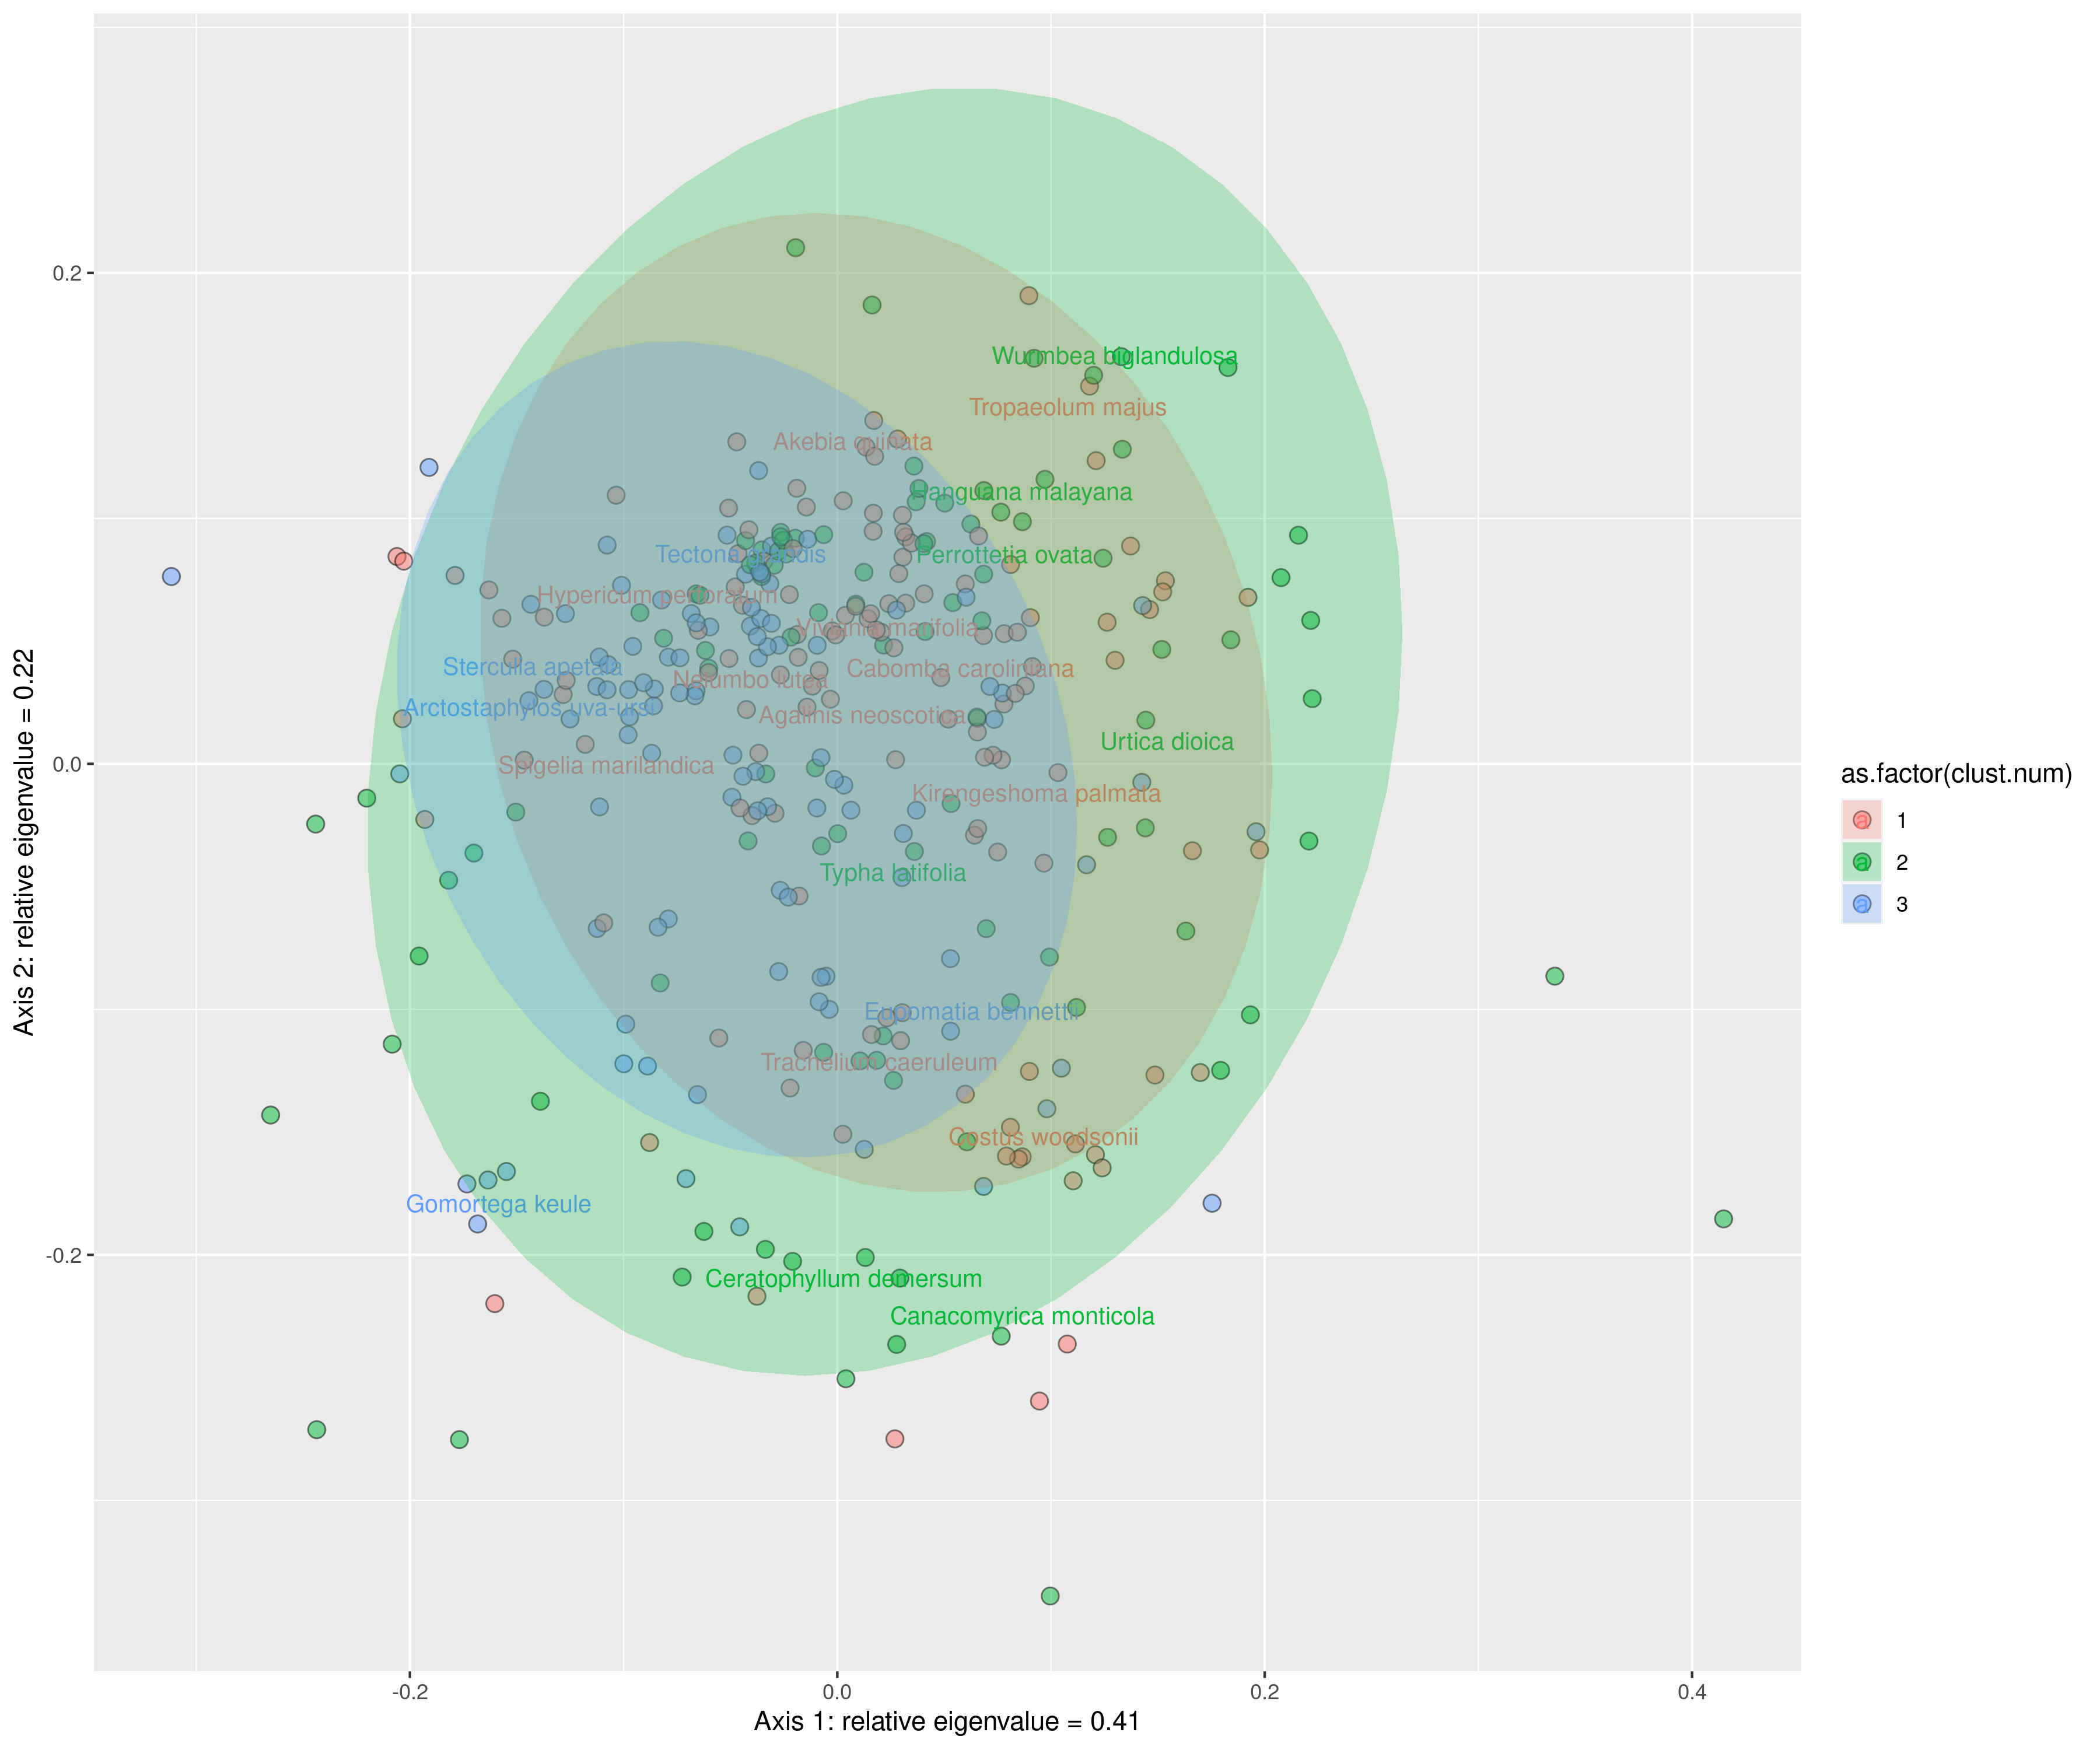 Wurmbea biglandulosa
Tropaeolum majus
Akebia quinata
Hanguana malayana
Tectona grandis
Perrottetia ovata
Hypericum perforatum
Viviania marifolia
Sterculia apetala
Cabomba caroliniana
Nelumbo lutea
Arctostaphylos uva-ursi
Agalinis neoscotica
Urtica dioica
Spigelia marilandica
Kirengeshoma palmata
Typha latifolia
Eupomatia bennettii
Trachelium caeruleum
Costus woodsonii
Gomortega keule
Ceratophyllum demersum
Canacomyrica monticola
0.2
0.0
-0.2
Axis 2: relative eigenvalue = 0.22
-0.2
0.0
0.2
0.4
Axis 1: relative eigenvalue = 0.41
as.factor(clust.num)
a 1
a 2
a 3